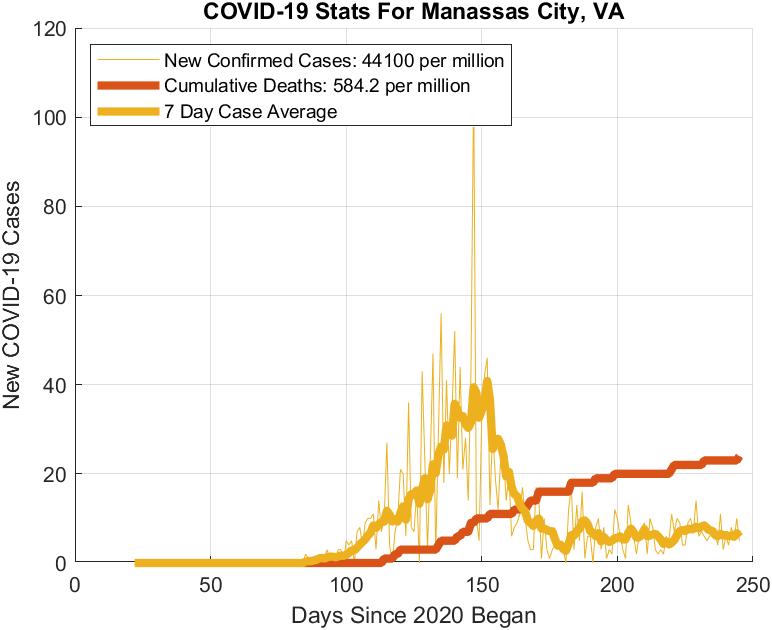 COVID-19 Stats For Manassas City, VA
New Confirmed Cases: 44100 per million
Cumulative Deaths: 584.2 per million
7 Day Case Average
New COVID-19 Cases
120
100
80
60
40
20
0
0 50 100 150 200 250
Days Since 2020 Began